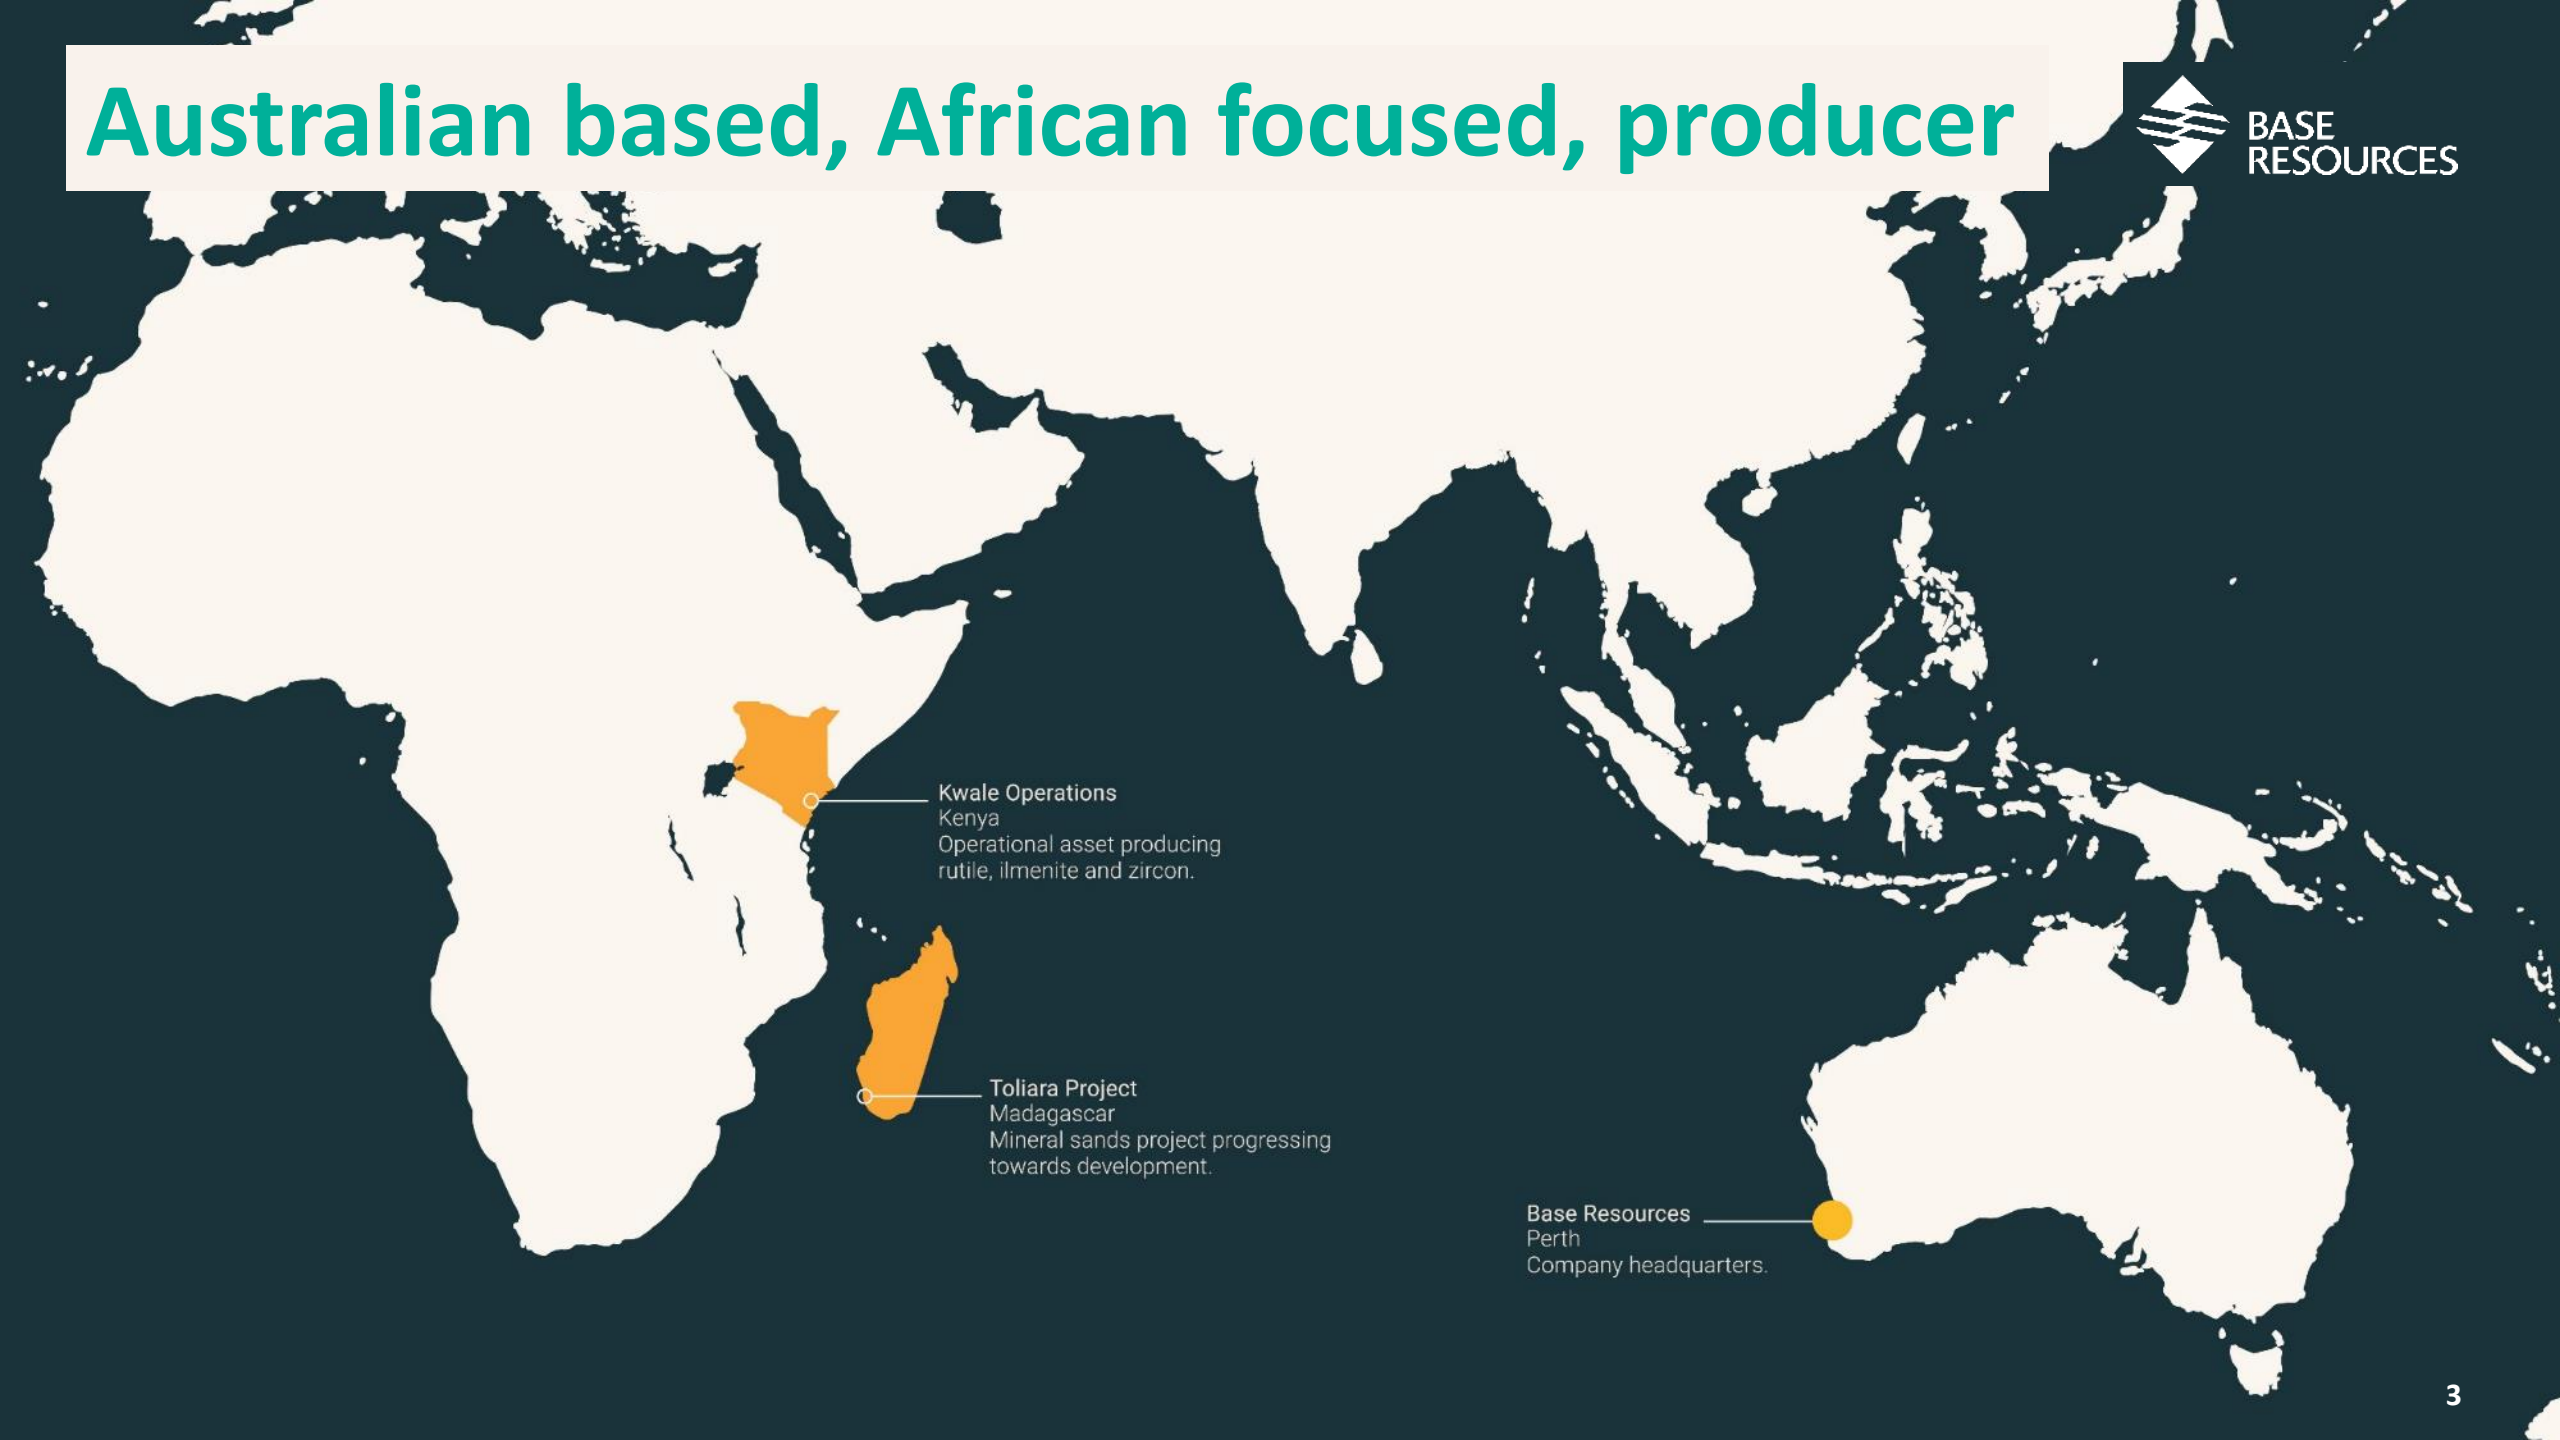 Australian based, African focused, producer
BASE
RESOURCES
Kwale Operations
Kenya
Operational asset producing
rutile, ilmenite and zircon.
Toliara Project
Madagascar
Mineral sands project progressing
towards development.
Base Resources
Perth
Company headquarters.
3